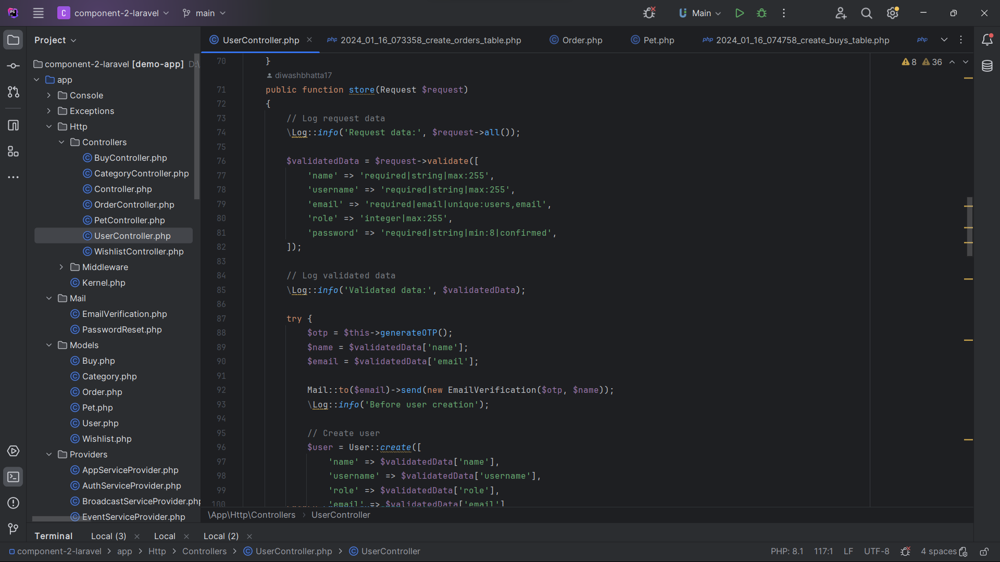 PS C component-2-laravel main Main
Project
component-2-laravel [demo-app] D:\
app
Console
Exceptions
Http
Controllers
BuyController.php
CategoryController.php
Controller.php
OrderController.php
PetController.php
UserController.php
WishlistController.php
Middleware
Kernel.php
Mail
EmailVerification.php
PasswordReset.php
Models
Buy.php
Category.php
Order.php
Pet.php
User.php
Wishlist.php
Providers
AppServiceProvider.php
AuthServiceProvider.php
BroadcastServiceProvider.php
EventServiceProvider.php
UserController.php php 2024_01_16_073358_create_orders_table.php Order.php Pet.php php 2024_01_16_074758_create_buys_table.php php
8 36
70 }
diwashbhatta17
71 public function store(Request $request)
72 {
73 // Log request data
74 \Log::info('Request data:', $request->all());
75
76 $validatedData = $request->validate([
77 'name' => 'required|string|max:255',
78 'username' => 'required|string|max:255',
79 'email' => 'required|email|unique:users,email',
80 'role' => 'integer|max:255',
81 'password' => 'required|string|min:8|confirmed',
82 ]);
83
84 // Log validated data
85 \Log::info('Validated data:', $validatedData);
86
87 try {
88 $otp = $this->generateOTP();
89 $name = $validatedData['name'];
90 $email = $validatedData['email'];
91
92 Mail::to($email)->send(new EmailVerification($otp, $name));
93 \Log::info('Before user creation');
94
95 // Create user
96 $user = User::create([
97 'name' => $validatedData['name'],
98 'username' => $validatedData['username'],
99 'role' => $validatedData['role'],
100 'email' => $validatedData['email']
\App\Http\Controllers › UserController
Terminal Local (3) Local Local (2)
component-2-laravel > app > Http > Controllers > UserController.php > UserController
PHP: 8.1 117:1 LF UTF-8 4 spaces